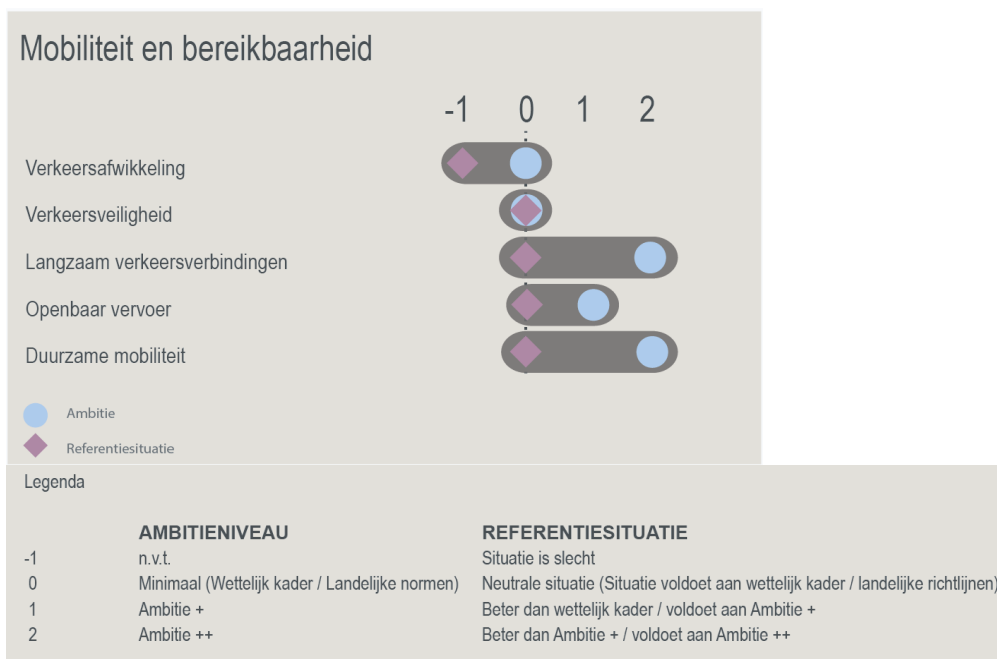 Mobiliteit en bereikbaarheid
-1 0 1 2
Verkeersafwikkeling
Verkeersveiligheid
Langzaam verkeersverbindingen
Openbaar vervoer
Duurzame mobiliteit
Ambitie
Referentiesituatie
Legenda
AMBITIENIVEAU REFERENTIESITUATIE
-1 n.v.t. Situatie is slecht
0 Minimaal (Wettelijk kader / Landelijke normen) Neutrale situatie (Situatie voldoet aan wettelijk kader / landelijke richtlijnen)
1 Ambitie + Beter dan wettelijk kader / voldoet aan Ambitie +
2 Ambitie ++ Beter dan Ambitie + / voldoet aan Ambitie ++